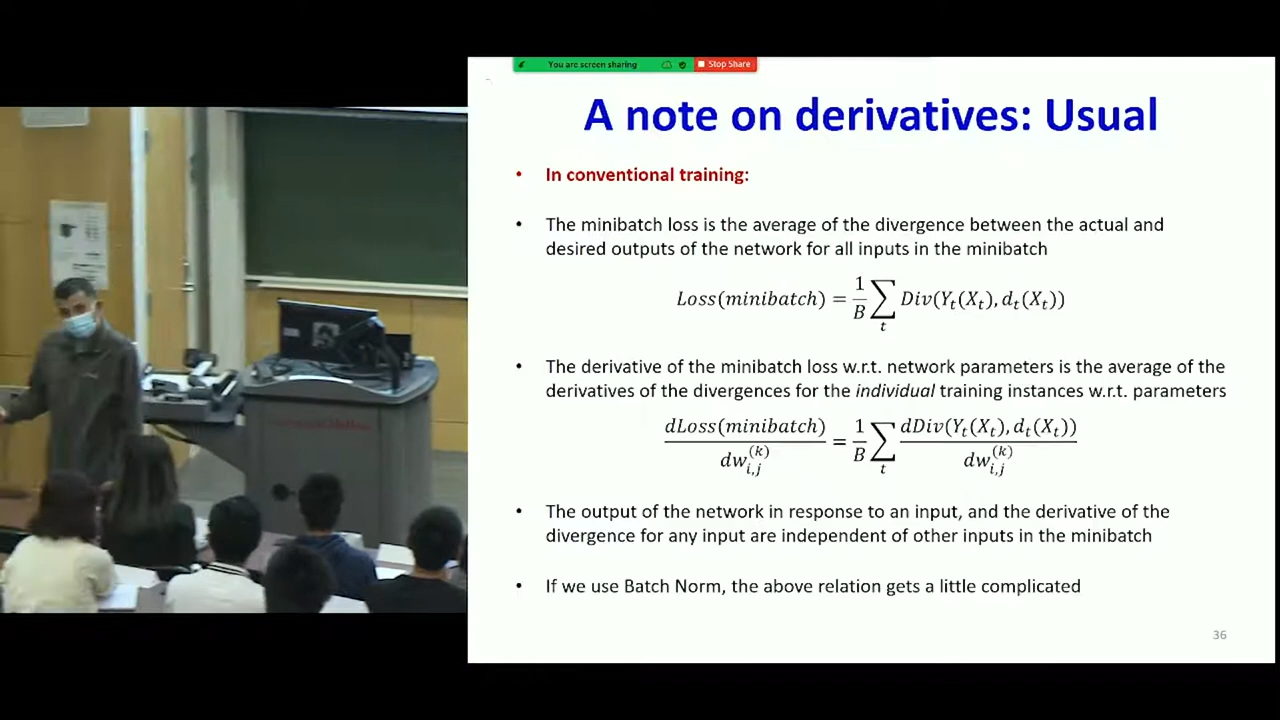 You are screen sharing
Stop Share
A note on derivatives: Usual
• In conventional training:
• The minibatch loss is the average of the divergence between the actual and
desired outputs of the network for all inputs in the minibatch
Loss(minibatch) = 1/B ∑_t Div(Y_t(X_t), d_t(X_t))
• The derivative of the minibatch loss w.r.t. network parameters is the average of the
derivatives of the divergences for the individual training instances w.r.t. parameters
dLoss(minibatch)/dw_{i,j}^{(k)} = 1/B ∑_t dDiv(Y_t(X_t), d_t(X_t))/dw_{i,j}^{(k)}
• The output of the network in response to an input, and the derivative of the
divergence for any input are independent of other inputs in the minibatch
• If we use Batch Norm, the above relation gets a little complicated
36